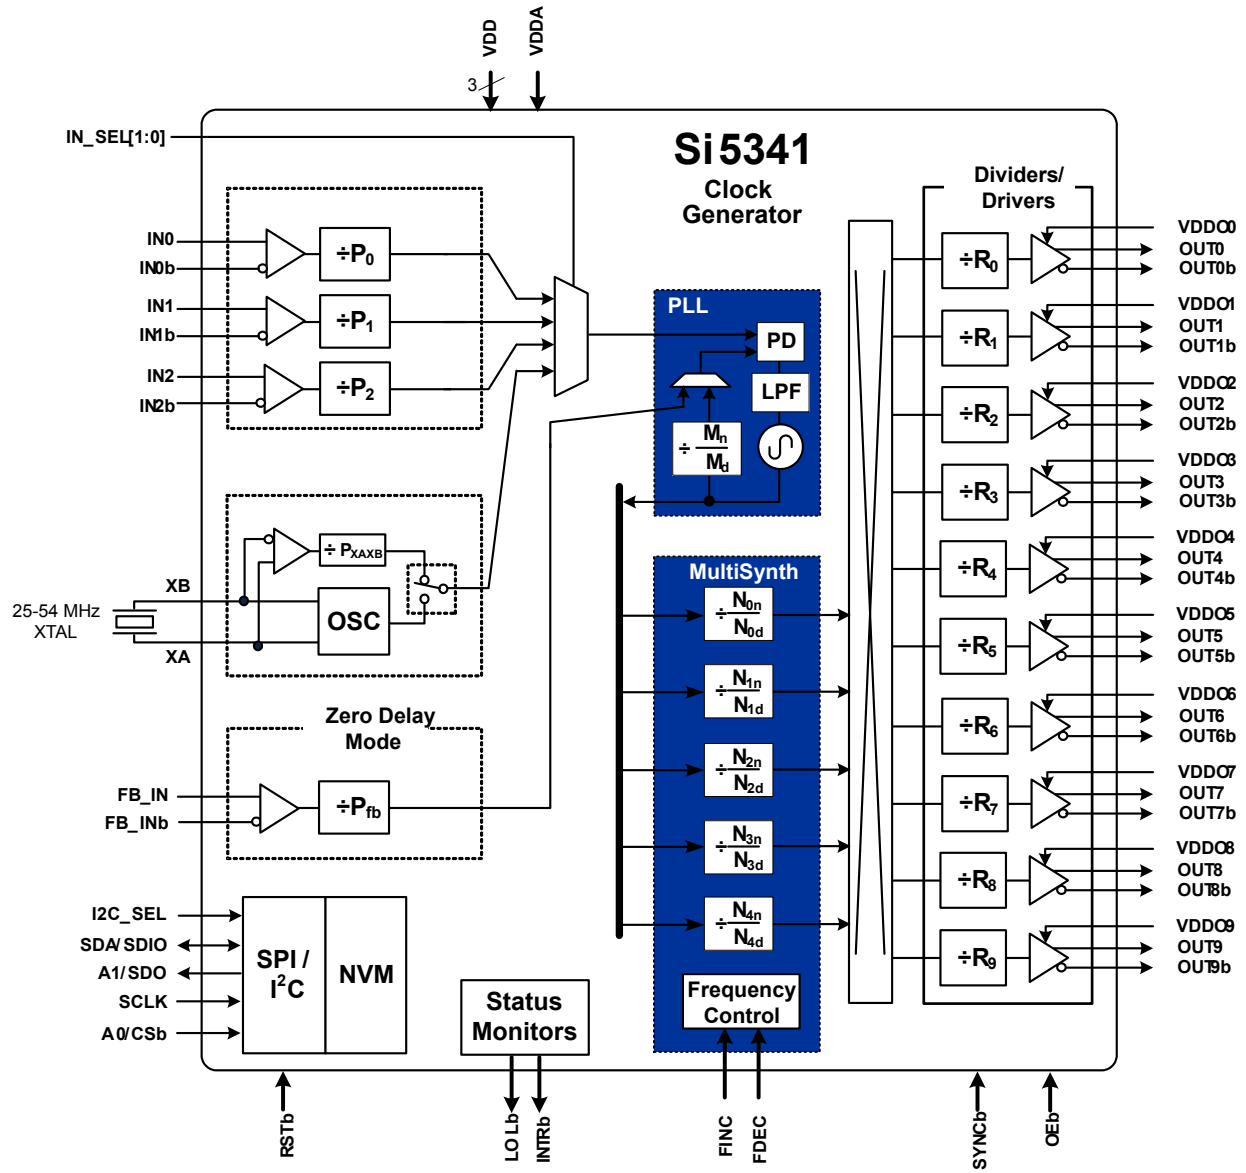 VDD
VDDA
3
IN_SEL[1:0]
Si5341
Clock
Generator
Dividers/
Drivers
IN0
IN0b
÷P0
IN1
IN1b
÷P1
IN2
IN2b
÷P2
PLL
PD
LPF
÷ Mn
Md
÷ PXAXB
XB
25-54 MHz
XTAL
OSC
XA
Zero Delay
Mode
FB_IN
FB_INb
÷Pfb
MultiSynth
÷ N0n
N0d
÷ N1n
N1d
÷ N2n
N2d
÷ N3n
N3d
÷ N4n
N4d
Frequency
Control
÷R0
VDDO0
OUT0
OUT0b
÷R1
VDDO1
OUT1
OUT1b
÷R2
VDDO2
OUT2
OUT2b
÷R3
VDDO3
OUT3
OUT3b
÷R4
VDDO4
OUT4
OUT4b
÷R5
VDDO5
OUT5
OUT5b
÷R6
VDDO6
OUT6
OUT6b
÷R7
VDDO7
OUT7
OUT7b
÷R8
VDDO8
OUT8
OUT8b
÷R9
VDDO9
OUT9
OUT9b
I2C_SEL
SDA/SDIO
A1/SDO
SCLK
A0/CSb
SPI /
I2C
NVM
Status
Monitors
RSTb
LOLb
INTRb
FINC
FDEC
SYNCb
OEb